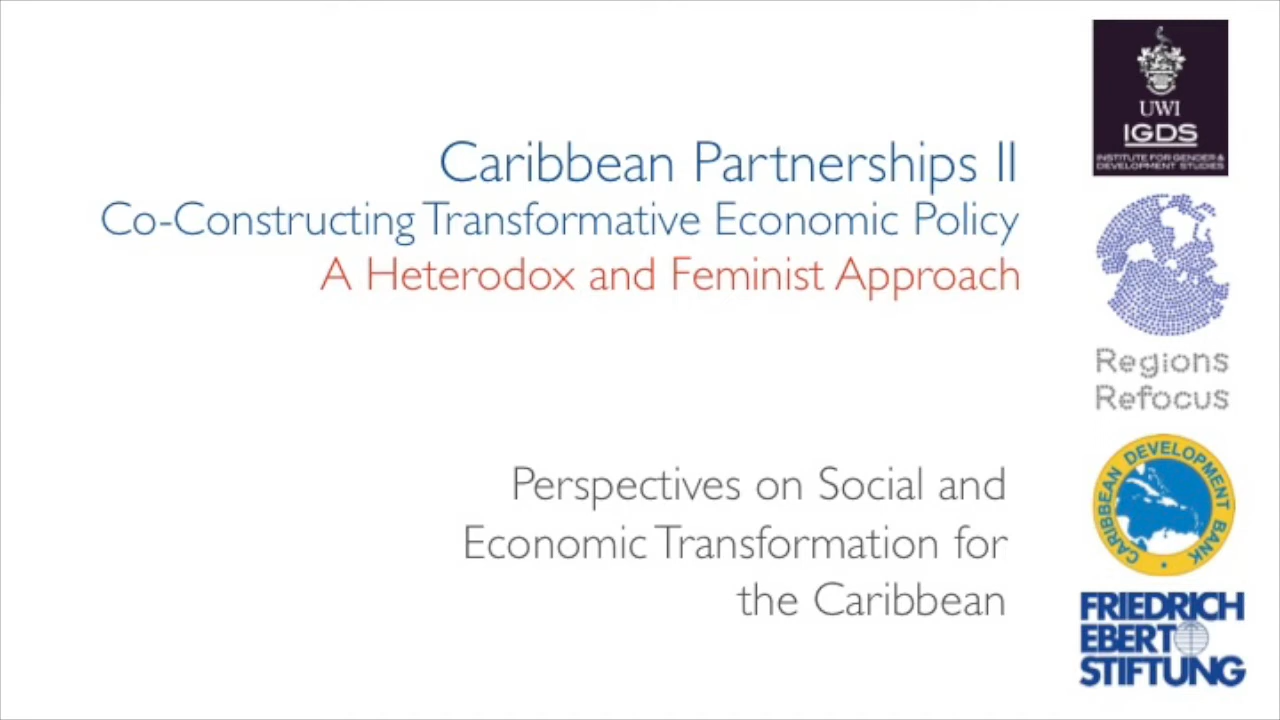 Caribbean Partnerships II
Co-Constructing Transformative Economic Policy
A Heterodox and Feminist Approach
Perspectives on Social and
Economic Transformation for
the Caribbean
UWI
IGDS
INSTITUTE FOR GENDER &
DEVELOPMENT STUDIES
Regions
Refocus
CARIBBEAN DEVELOPMENT BANK
FRIEDRICH
EBERT
STIFTUNG